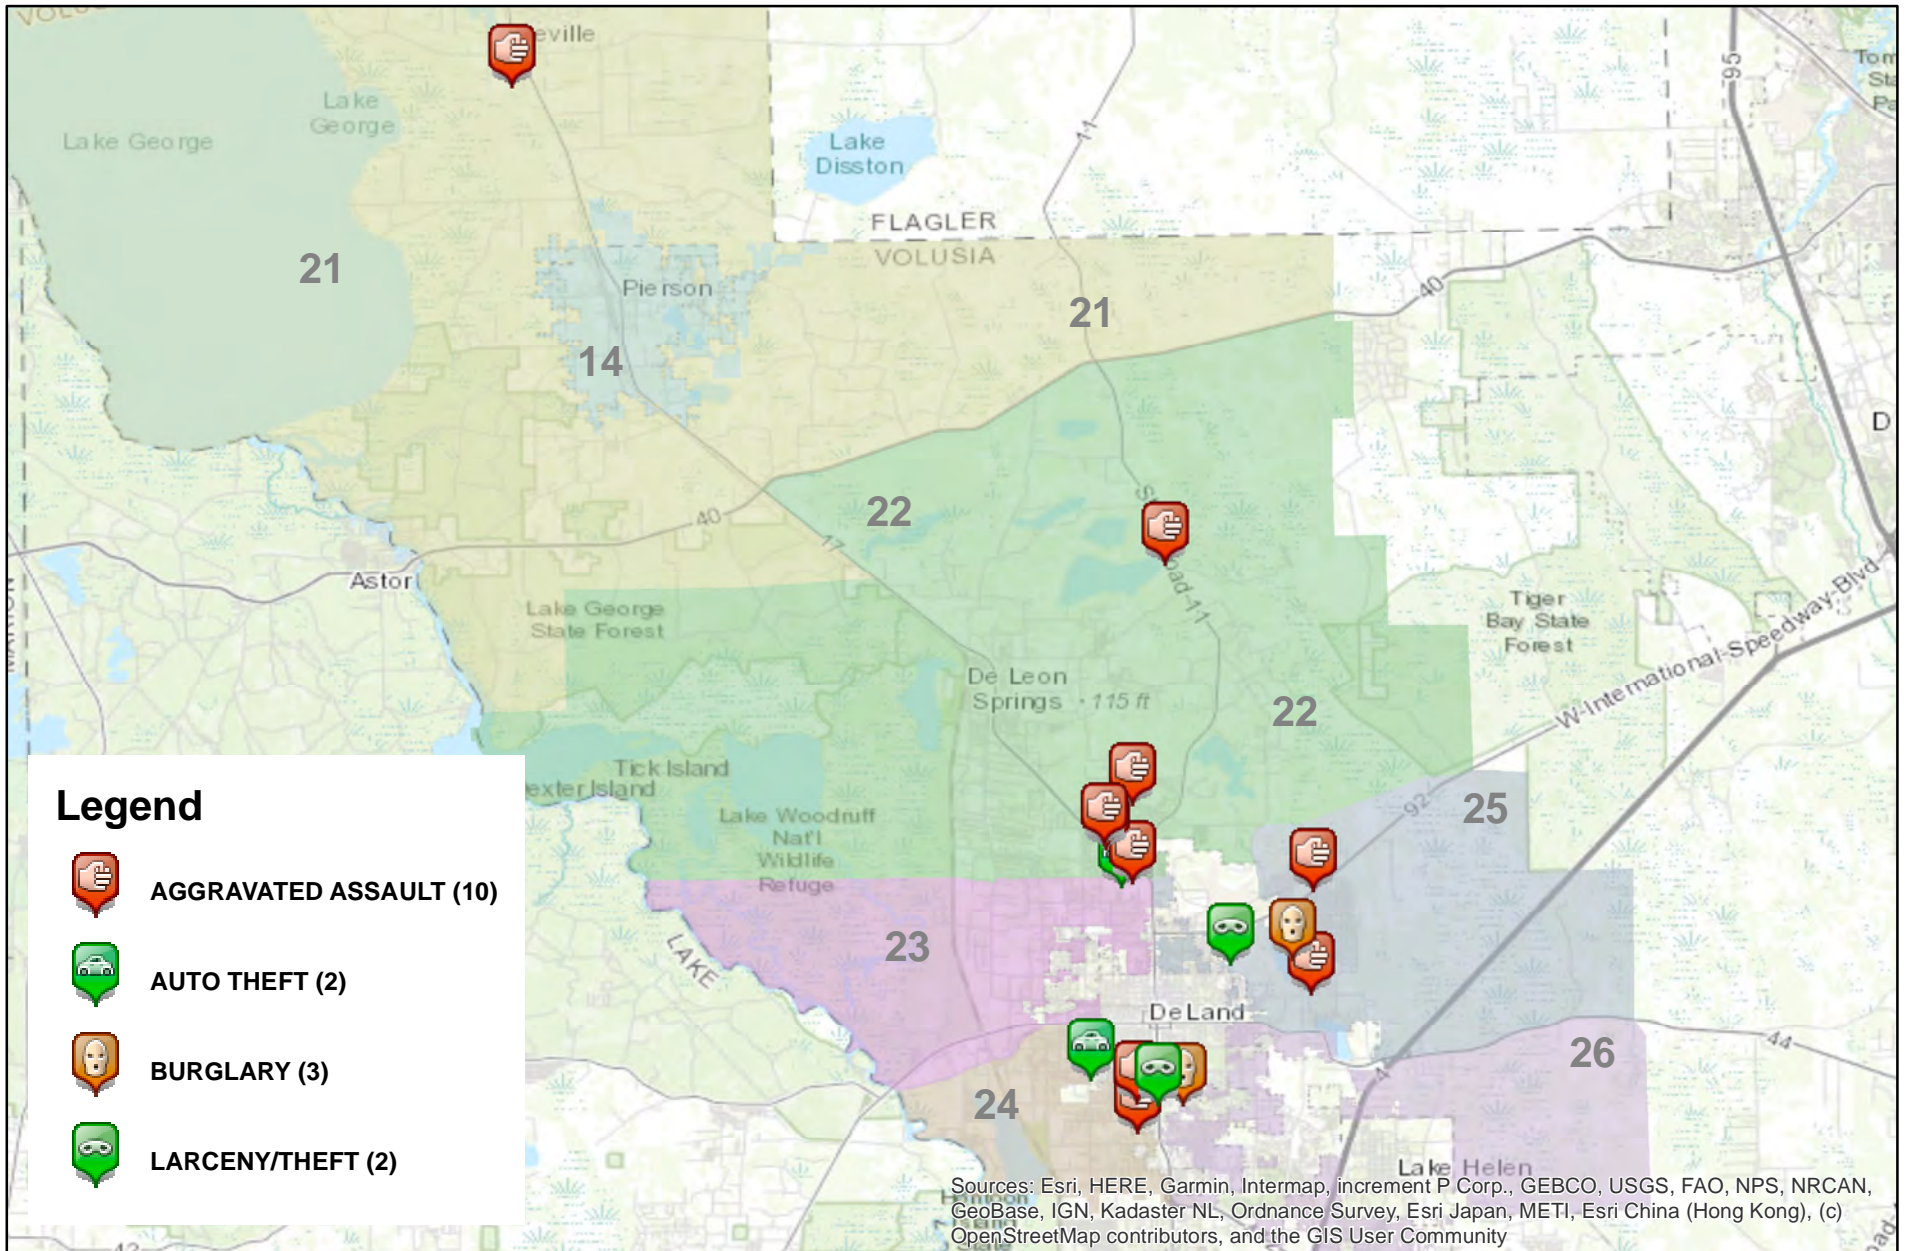 eville
Lake
George
Lake George
Lake
Disston
11
95
FLAGLER
VOLUSIA
21
Pierson
21
40
14
D
22
40
17
Astor
Lake George
State Forest
Tiger
Bay State
Forest
W-International-Speedway-Blvd
De Leon
Springs · 115 ft
22
Tick Island
exter Island
Lake Woodruff
Nat'l
Wildlife
Refuge
92
25
23
LAKE
DeLand
26
44
4
24
Lake Helen
Legend
AGGRAVATED ASSAULT (10)
AUTO THEFT (2)
BURGLARY (3)
LARCENY/THEFT (2)
Sources: Esri, HERE, Garmin, Intermap, increment P Corp., GEBCO, USGS, FAO, NPS, NRCAN,
GeoBase, IGN, Kadaster NL, Ordnance Survey, Esri Japan, METI, Esri China (Hong Kong), (c)
OpenStreetMap contributors, and the GIS User Community